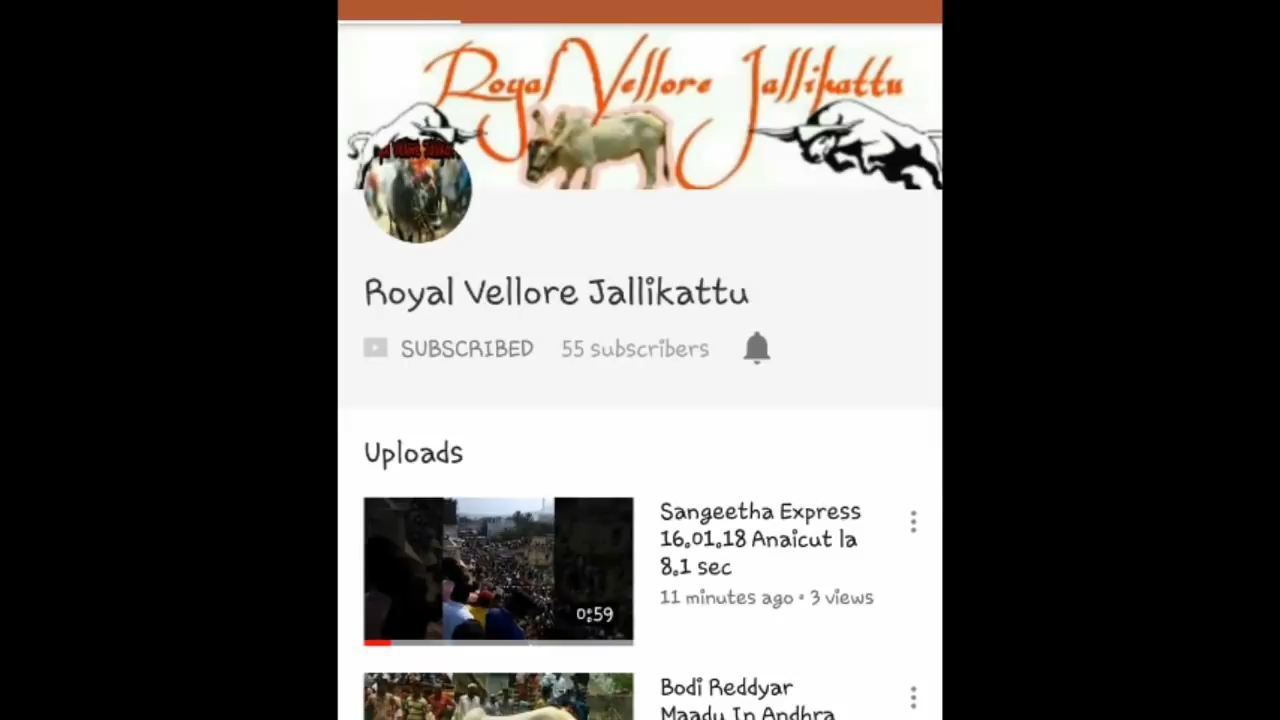 Royal Vellore Jallikattu
Royal Vellore Jallikattu
SUBSCRIBED 55 subscribers
Uploads
0:59
Sangeetha Express
16.01.18 Anaicut la
8.1 sec
11 minutes ago • 3 views
Bodi Reddyar
Maadu In Andhra